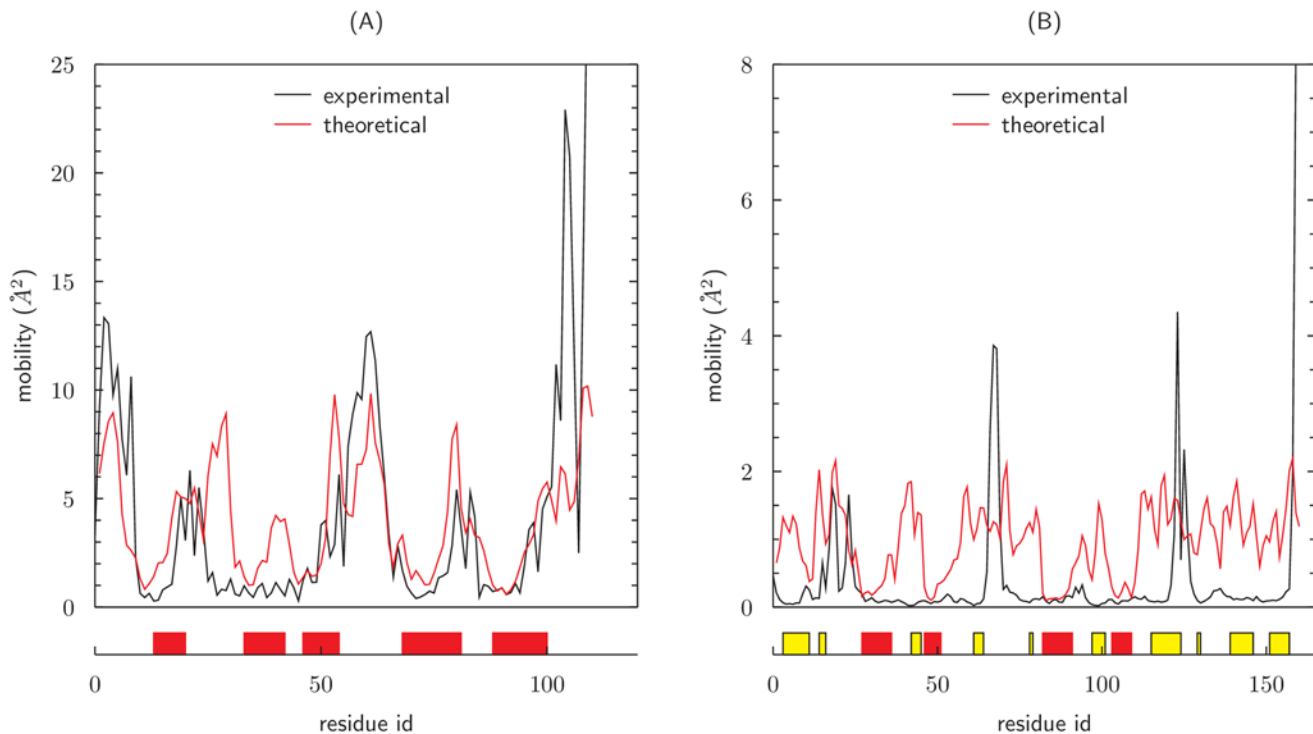 (A)
mobility (Å²)
25
20
15
10
5
0
experimental
theoretical
0 50 100
residue id
(B)
mobility (Å²)
8
6
4
2
0
experimental
theoretical
0 50 100 150
residue id